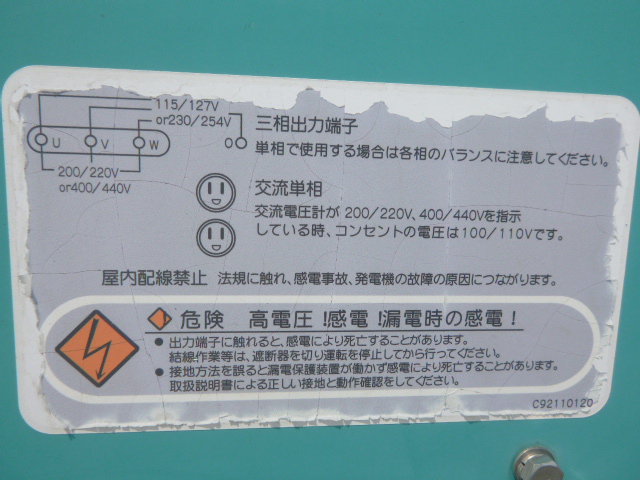 115/127V
or230/254V
U V W O
200/220V
or400/440V
三相出力端子
単相で使用する場合は各相のバランスに注意してください。
交流単相
交流電圧計が 200/220V、400/440Vを指示
している時、コンセントの電圧は100/110Vです。
屋内配線禁止 法規に触れ、感電事故、発電機の故障の原因につながります。
危険 高電圧!感電!漏電時の感電!
● 出力端子に触れると、感電により死亡することがあります。
結線作業等は、遮断器を切り運転を停止してから行ってください。
● 接地方法を誤ると漏電保護装置が働かず感電により死亡することがあります。
取扱説明書による正しい接地と動作確認をしてください。
C92110120